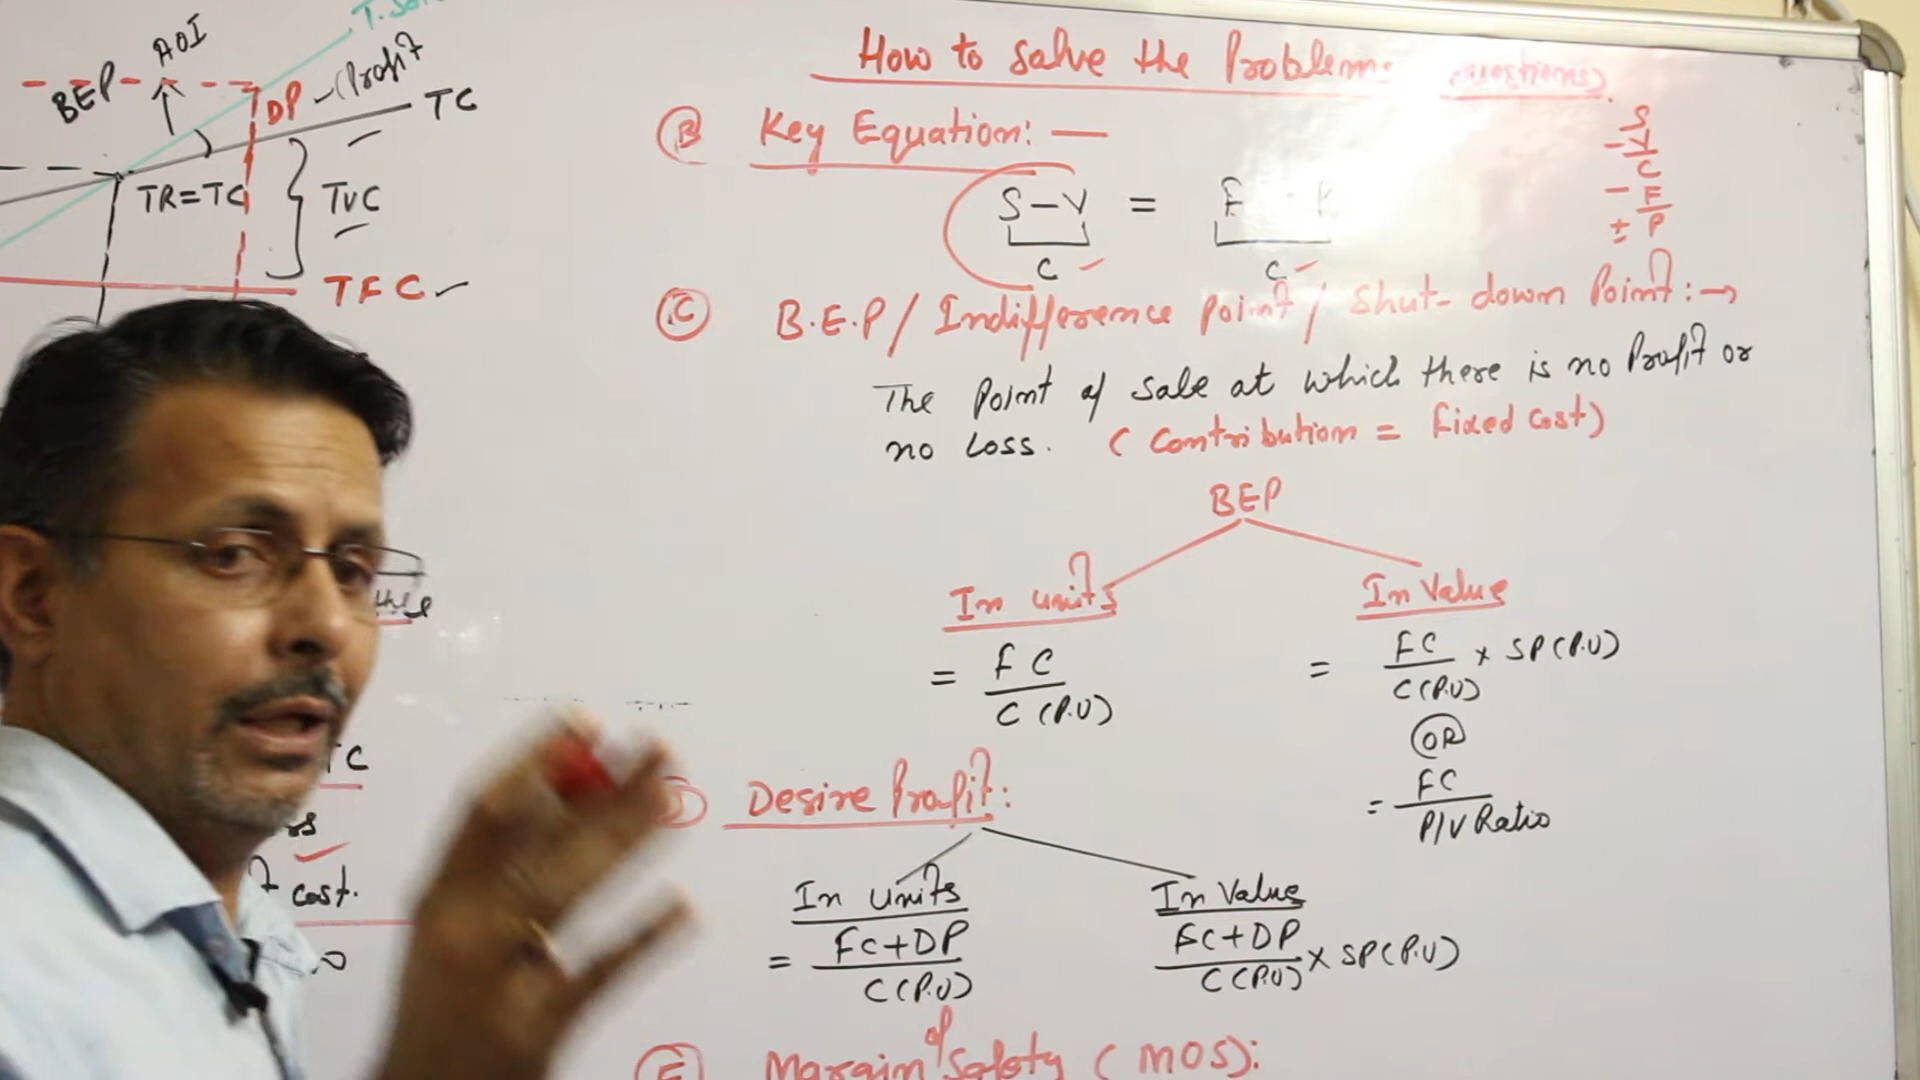 AOI
BEP
DP
(Profit
TC
TR=TC
TVC
TFC
cost.
How to solve the Problems
S
- V
C
- F
± P
(B) Key Equation: —
S - V =
C
C
(C) B.E.P / Indifference point / Shut-down Point: →
The Point of Sale at which there is no Profit or
no Loss. (Contribution = fixed cost)
BEP
In units
In Value
= FC / C (P.U)
= FC / C (P.U) × SP (P.U)
OR
= FC / P/V Ratio
Desire Profit:
In units
In Value
= FC+DP / C (P.U)
FC+DP / C (P.U) × SP (P.U)
(E) Margin of Safety (MOS):